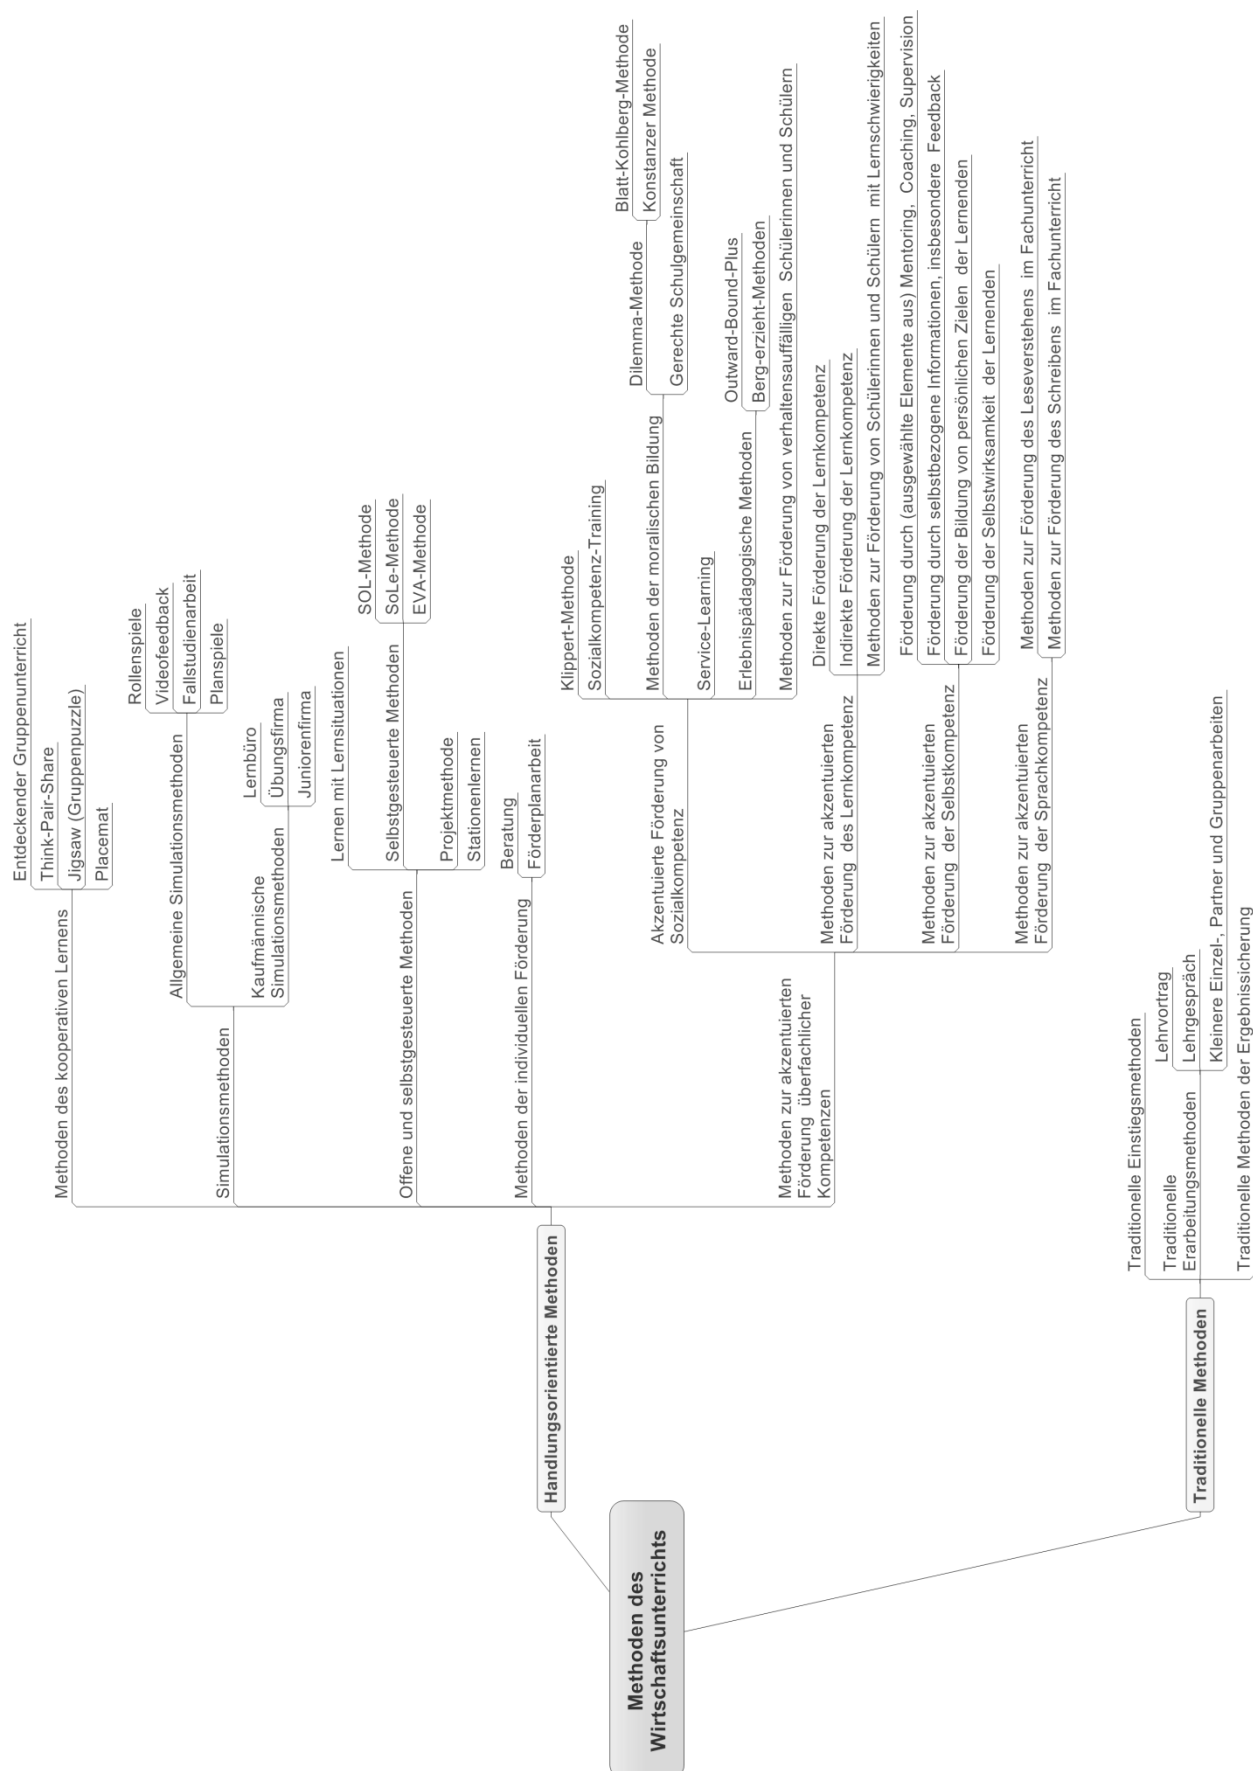 Methoden des
Wirtschaftsunterrichts
Handlungsorientierte Methoden
Methoden des kooperativen Lernens
Entdeckender Gruppenunterricht
Think-Pair-Share
Jigsaw (Gruppenpuzzle)
Placemat
Simulationsmethoden
Allgemeine Simulationsmethoden
Rollenspiele
Videofeedback
Fallstudienarbeit
Planspiele
Kaufmännische
Simulationsmethoden
Lernbüro
Übungsfirma
Juniorenfirma
Offene und selbstgesteuerte Methoden
Lernen mit Lernsituationen
Selbstgesteuerte Methoden
SOL-Methode
SoLe-Methode
EVA-Methode
Projektmethode
Stationenlernen
Methoden der individuellen Förderung
Beratung
Förderplanarbeit
Methoden zur akzentuierten
Förderung überfachlicher
Kompetenzen
Akzentuierte Förderung von
Sozialkompetenz
Klippert-Methode
Sozialkompetenz-Training
Methoden der moralischen Bildung
Dilemma-Methode
Blatt-Kohlberg-Methode
Konstanzer Methode
Gerechte Schulgemeinschaft
Service-Learning
Erlebnispädagogische Methoden
Outward-Bound-Plus
Berg-erzieht-Methoden
Methoden zur Förderung von verhaltensauffälligen Schülerinnen und Schülern
Methoden zur akzentuierten
Förderung des Lernkompetenz
Direkte Förderung der Lernkompetenz
Indirekte Förderung der Lernkompetenz
Methoden zur Förderung von Schülerinnen und Schülern mit Lernschwierigkeiten
Methoden zur akzentuierten
Förderung der Selbstkompetenz
Förderung durch (ausgewählte Elemente aus) Mentoring, Coaching, Supervision
Förderung durch selbstbezogene Informationen, insbesondere Feedback
Förderung der Bildung von persönlichen Zielen der Lernenden
Förderung der Selbstwirksamkeit der Lernenden
Methoden zur akzentuierten
Förderung der Sprachkompetenz
Methoden zur Förderung des Leseverstehens im Fachunterricht
Methoden zur Förderung des Schreibens im Fachunterricht
Traditionelle Methoden
Traditionelle Einstiegsmethoden
Traditionelle
Erarbeitungsmethoden
Lehrvortrag
Lehrgespräch
Kleinere Einzel-, Partner und Gruppenarbeiten
Traditionelle Methoden der Ergebnissicherung